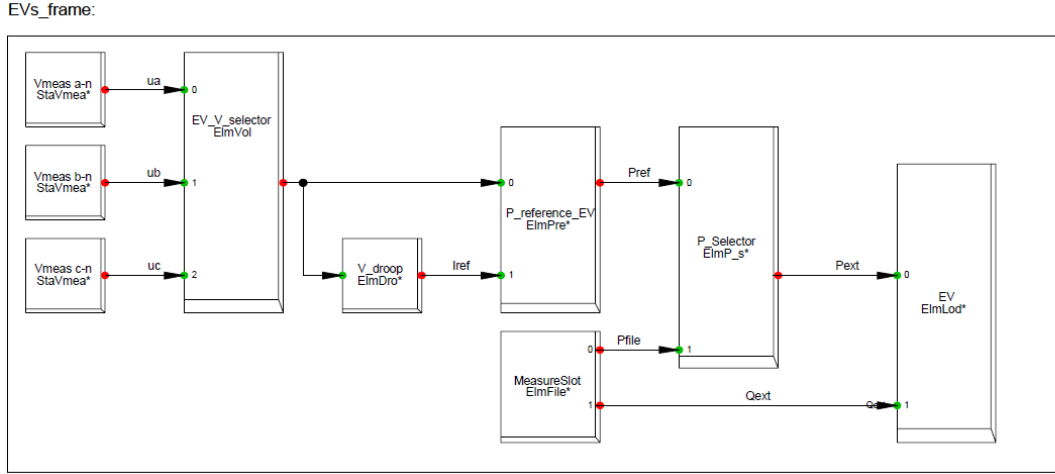 EVs_frame:
Vmeas a-n
StaVmea*
ua
0
EV_V_selector
ElmVol
Vmeas b-n
StaVmea*
ub
1
Vmeas c-n
StaVmea*
uc
2
V_droop
ElmDro*
Iref
0
P_reference_EV
ElmPre*
1
Pref
0
P_Selector
ElmP_s*
1
Pext
0
EV
ElmLod*
1
0
Pfile
MeasureSlot
ElmFile*
1
Qext